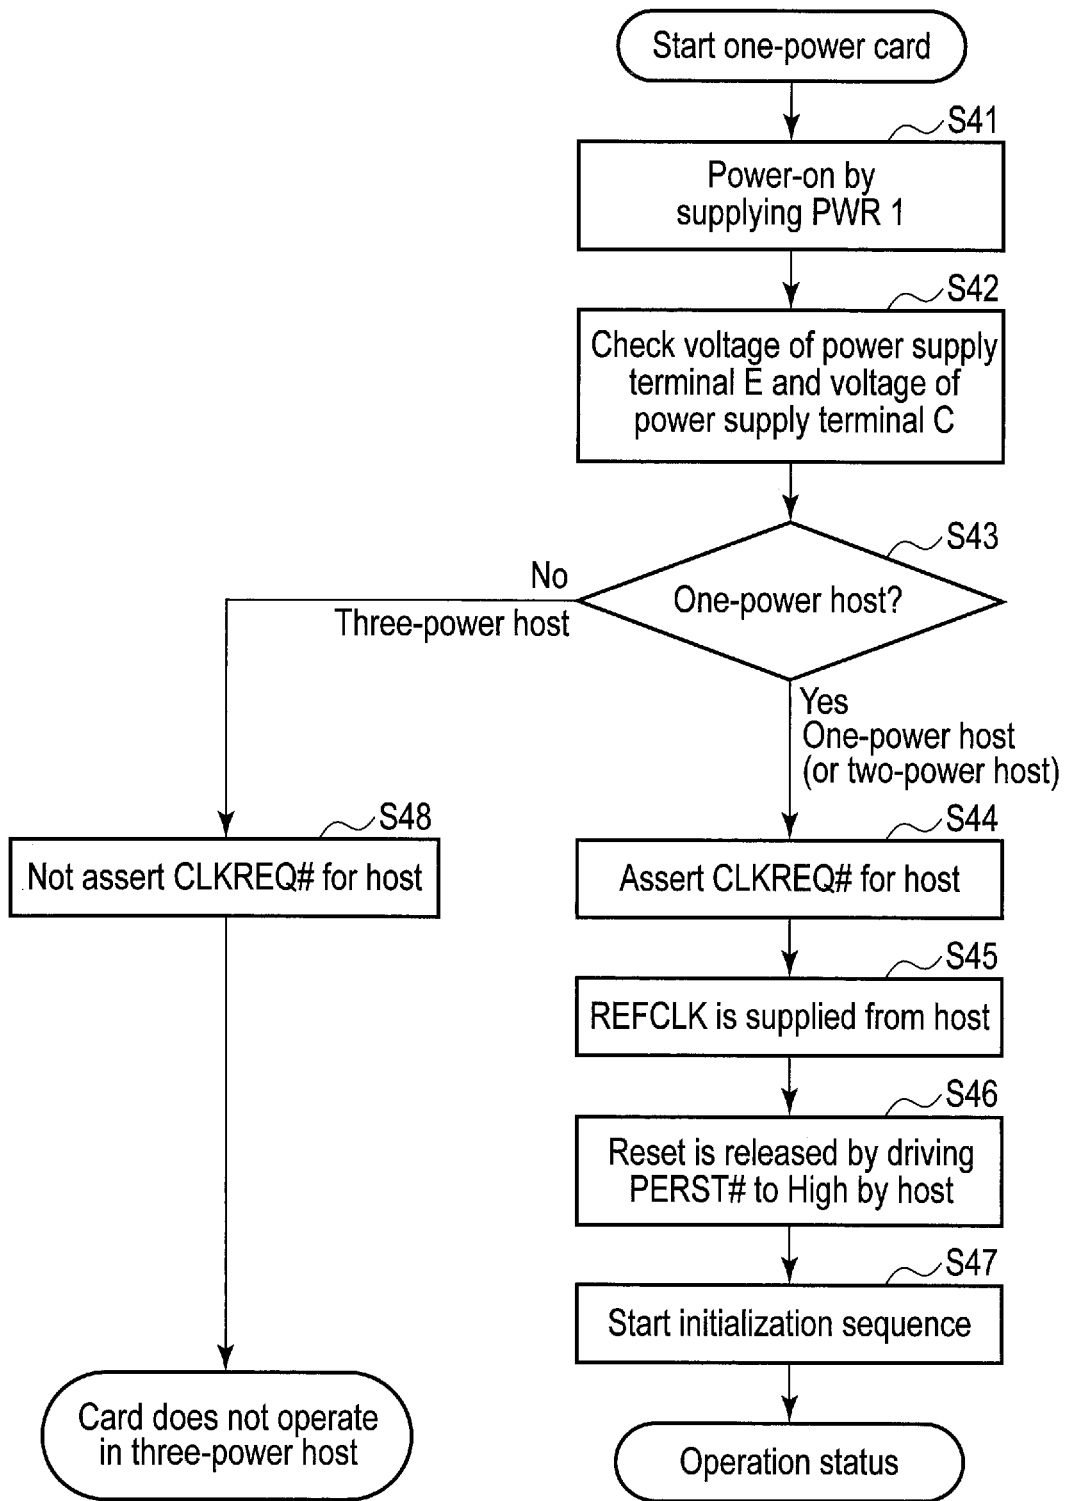 Start one-power card
S41
Power-on by
supplying PWR 1
S42
Check voltage of power supply
terminal E and voltage of
power supply terminal C
S43
One-power host?
No
Three-power host
Yes
One-power host
(or two-power host)
S48
Not assert CLKREQ# for host
S44
Assert CLKREQ# for host
S45
REFCLK is supplied from host
S46
Reset is released by driving
PERST# to High by host
S47
Start initialization sequence
Card does not operate
in three-power host
Operation status